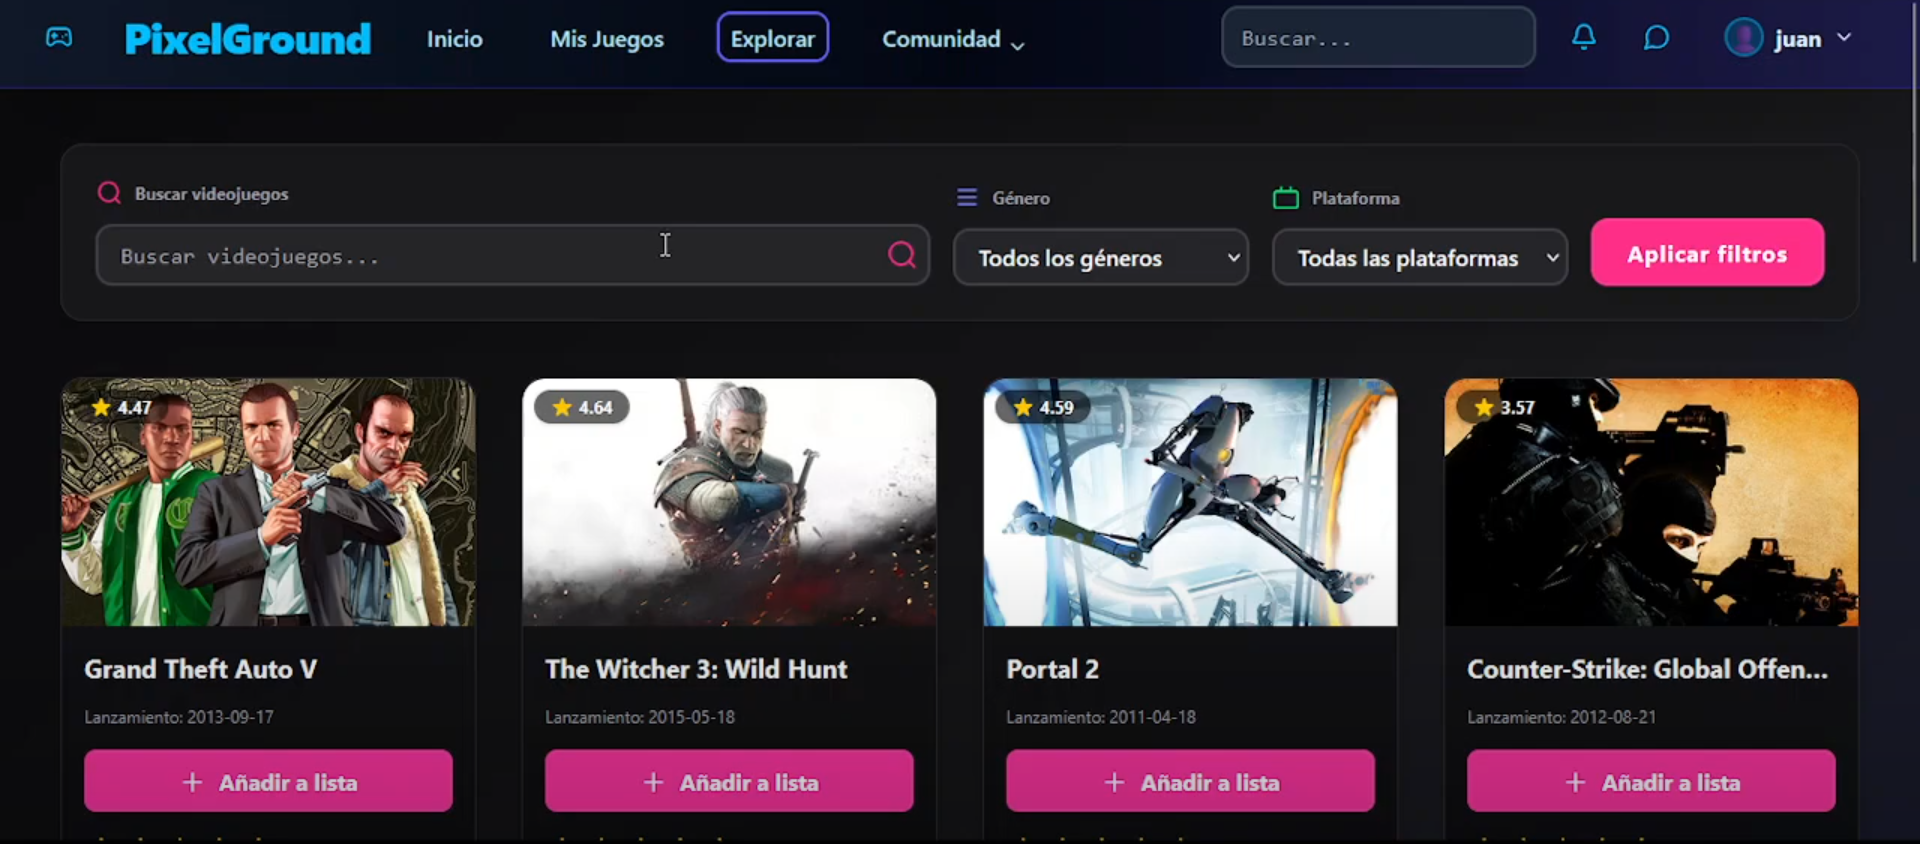 PixelGround
Inicio
Mis Juegos
Explorar
Comunidad
Buscar...
juan
Buscar videojuegos
Género
Plataforma
Buscar videojuegos...
Todos los géneros
Todas las plataformas
Aplicar filtros
4.47
4.64
4.59
3.57
Grand Theft Auto V
The Witcher 3: Wild Hunt
Portal 2
Counter-Strike: Global Offen...
Lanzamiento: 2013-09-17
Lanzamiento: 2015-05-18
Lanzamiento: 2011-04-18
Lanzamiento: 2012-08-21
+ Añadir a lista
+ Añadir a lista
+ Añadir a lista
+ Añadir a lista